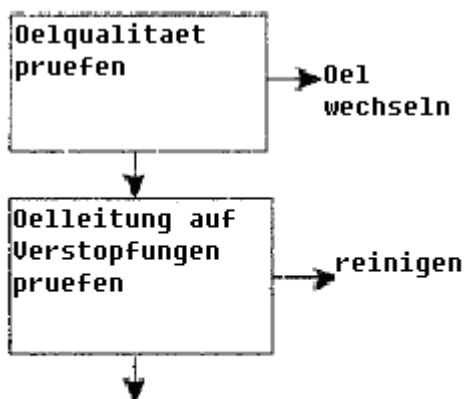 Oelqualitaet
pruefen
Oel
wechseln
Oelleitung auf
Verstopfungen
pruefen
reinigen